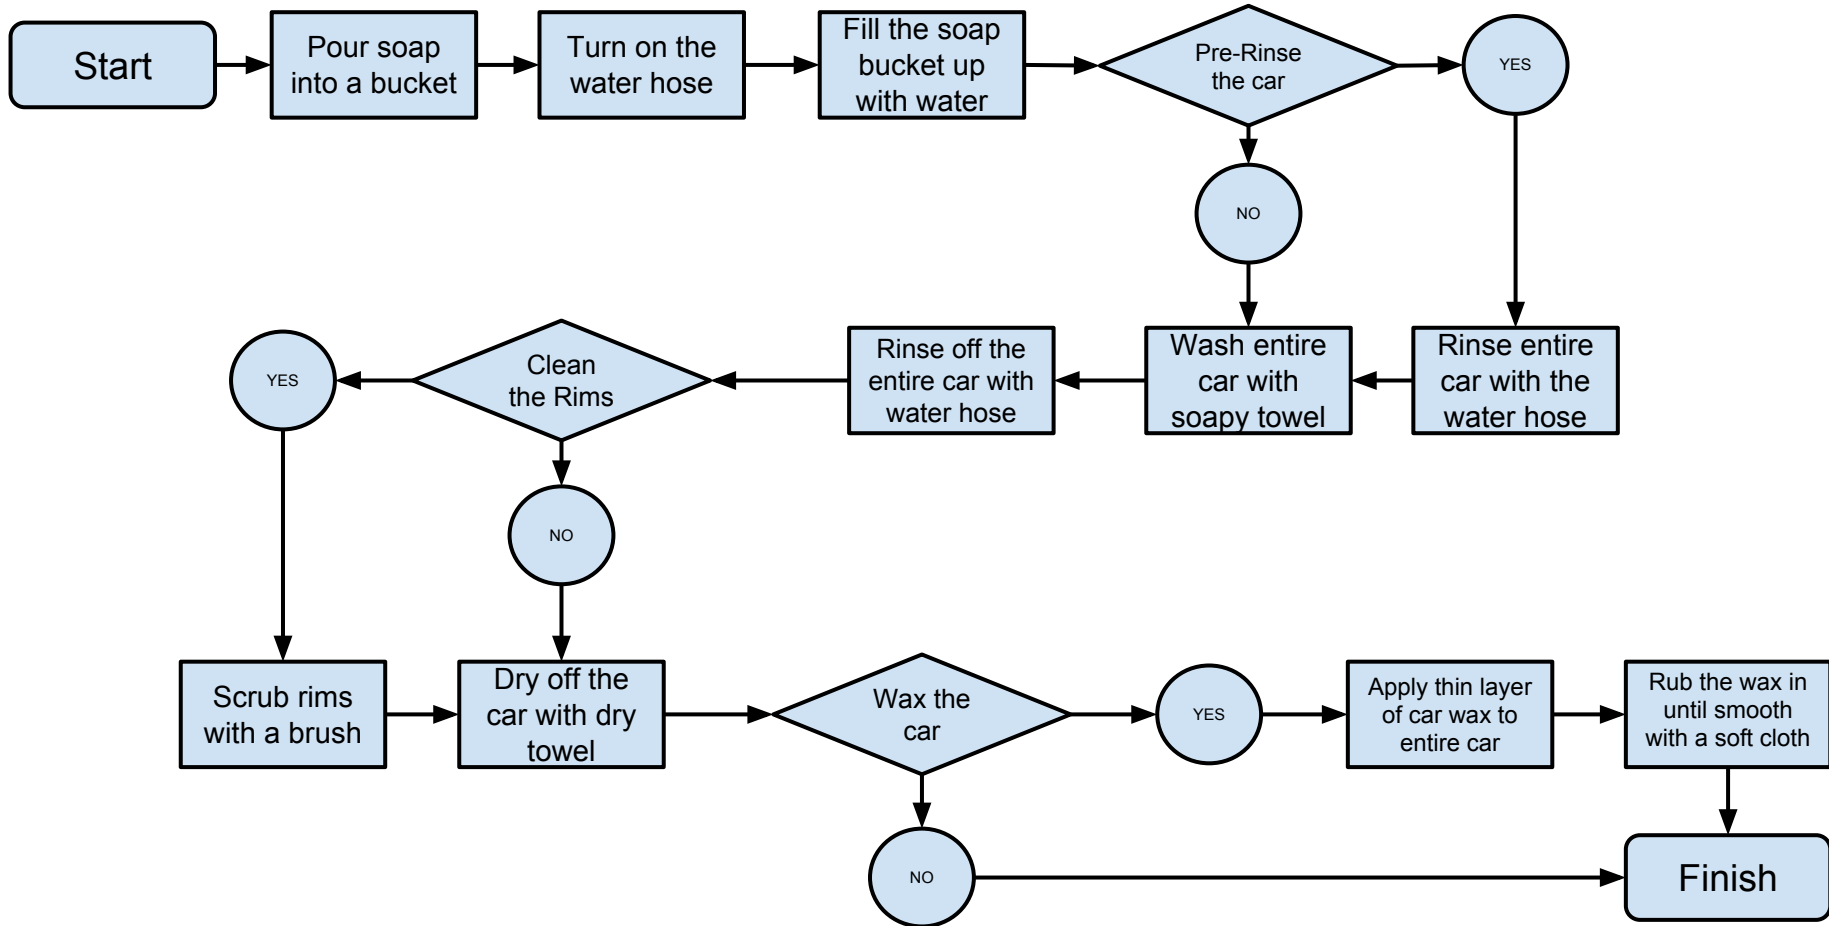 Start
Pour soap
into a bucket
Turn on the
water hose
Fill the soap
bucket up
with water
Pre-Rinse
the car
YES
NO
Rinse entire
car with the
water hose
Wash entire
car with
soapy towel
Rinse off the
entire car with
water hose
Clean
the Rims
YES
NO
Scrub rims
with a brush
Dry off the
car with dry
towel
Wax the
car
YES
Apply thin layer
of car wax to
entire car
Rub the wax in
until smooth
with a soft cloth
NO
Finish